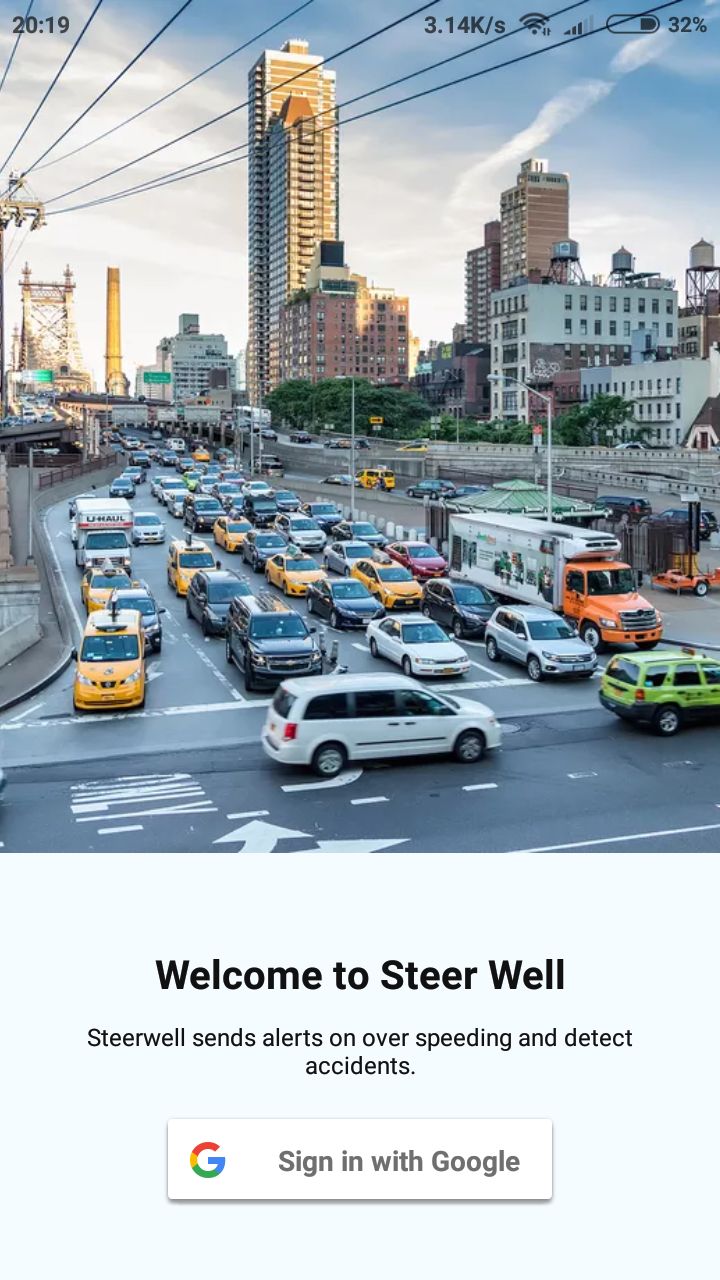 20:19 3.14K/s 32%
U-HAUL
Welcome to Steer Well
Steerwell sends alerts on over speeding and detect
accidents.
Sign in with Google